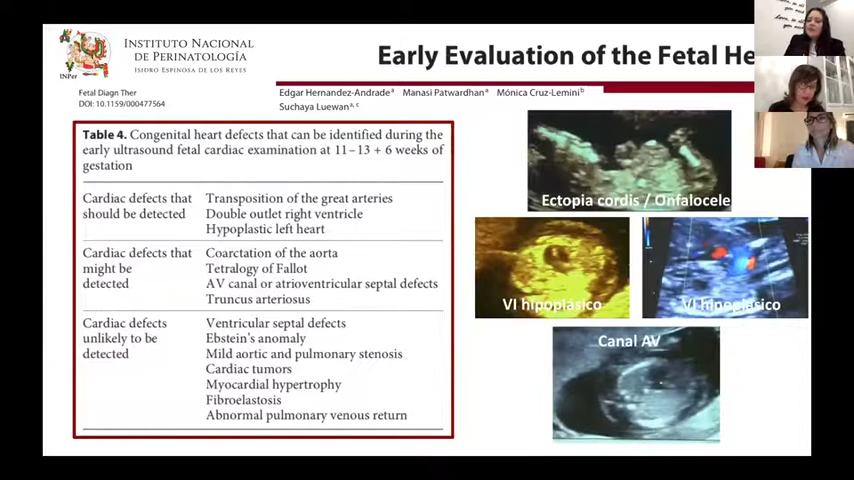 INSTITUTO NACIONAL
DE PERINATOLOGÍA
ISIDRO ESPINOSA DE LOS REYES
INPer
Early Evaluation of the Fetal He
Fetal Diagn Ther
DOI: 10.1159/000477564
Edgar Hernandez-Andrade a Manasi Patwardhan a Mónica Cruz-Lemini b
Suchaya Luewan a, c
Table 4. Congenital heart defects that can be identified during the
early ultrasound fetal cardiac examination at 11–13 + 6 weeks of
gestation
Cardiac defects that should be detected
Transposition of the great arteries
Double outlet right ventricle
Hypoplastic left heart
Cardiac defects that might be detected
Coarctation of the aorta
Tetralogy of Fallot
AV canal or atrioventricular septal defects
Truncus arteriosus
Cardiac defects unlikely to be detected
Ventricular septal defects
Ebstein's anomaly
Mild aortic and pulmonary stenosis
Cardiac tumors
Myocardial hypertrophy
Fibroelastosis
Abnormal pulmonary venous return
Ectopia cordis / Onfalocele
VI hipoplásico
VI hipoplásico
Canal AV